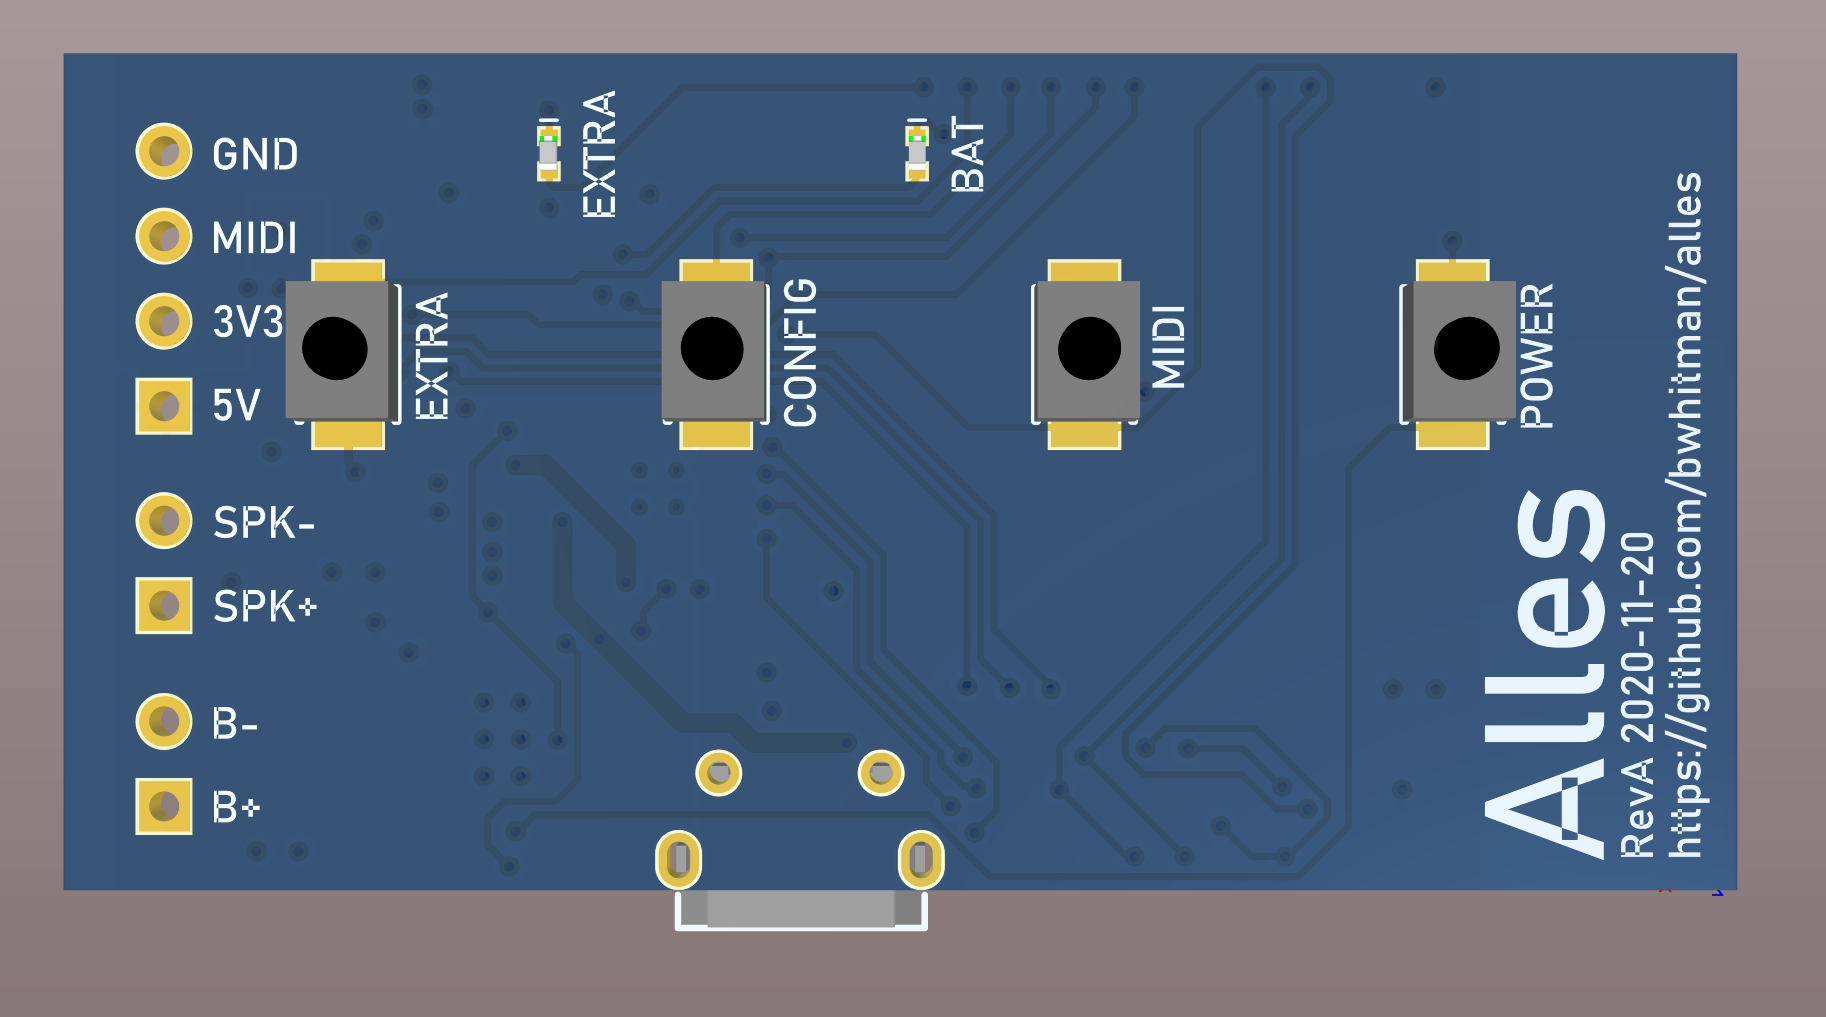 GND
MIDI
3V3
5V
SPK-
SPK+
B-
B+
EXTRA
BAT
EXTRA
CONFIG
MIDI
POWER
Alles
RevA 2020-11-20
https://github.com/bwhitman/alles